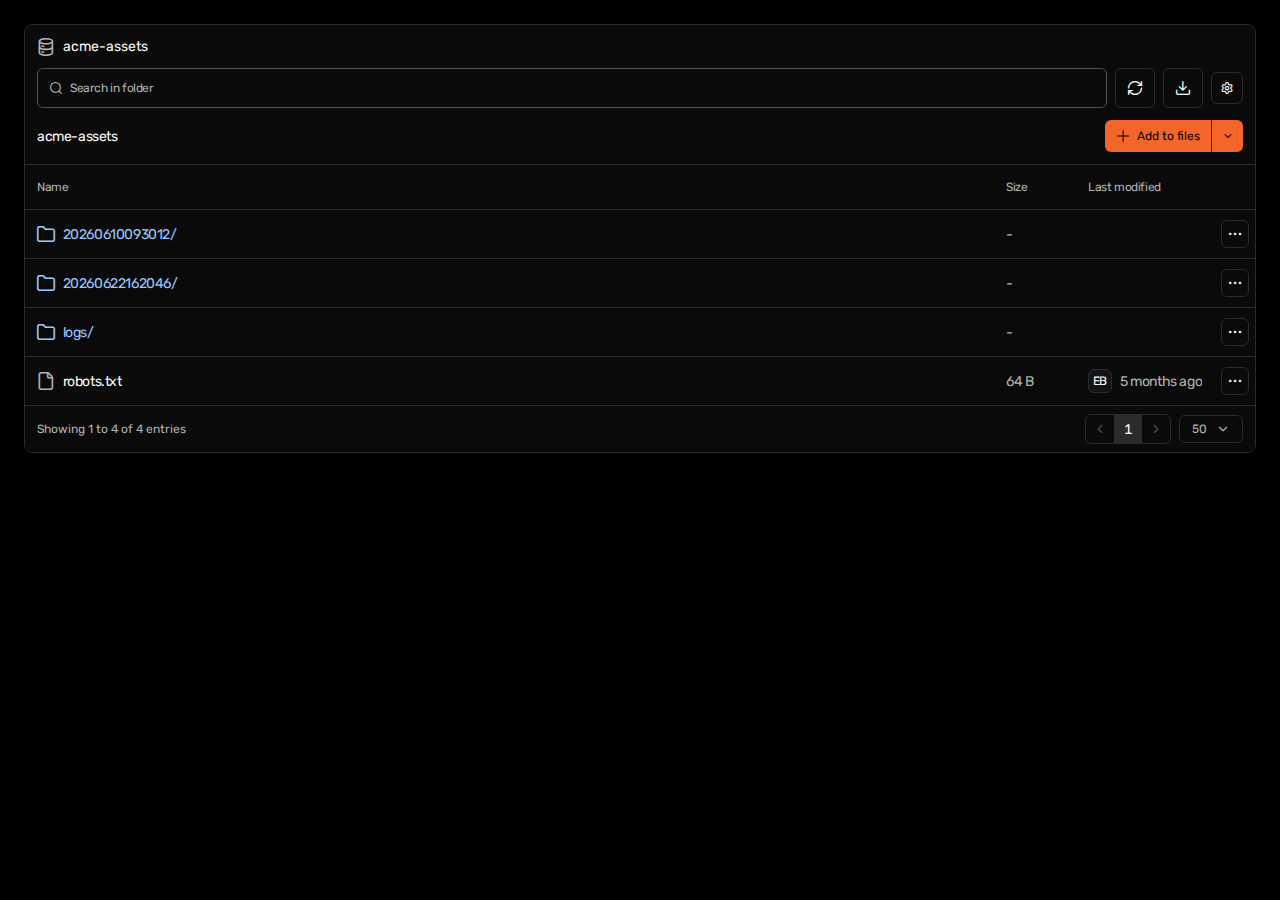 acme-assets
Search in folder
acme-assets
Add to files
Name Size Last modified
20260610093012/ -
20260622162046/ -
logs/ -
robots.txt 64 B EB 5 months ago
Showing 1 to 4 of 4 entries 1 50